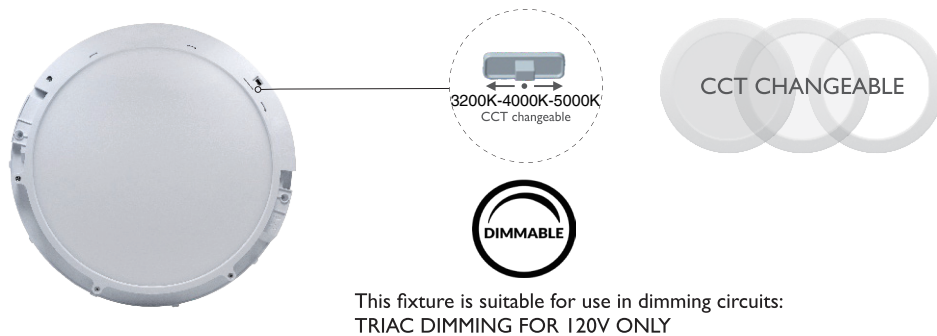 3200K-4000K-5000K
CCT changeable
CCT CHANGEABLE
DIMMABLE
This fixture is suitable for use in dimming circuits:
TRIAC DIMMING FOR 120V ONLY